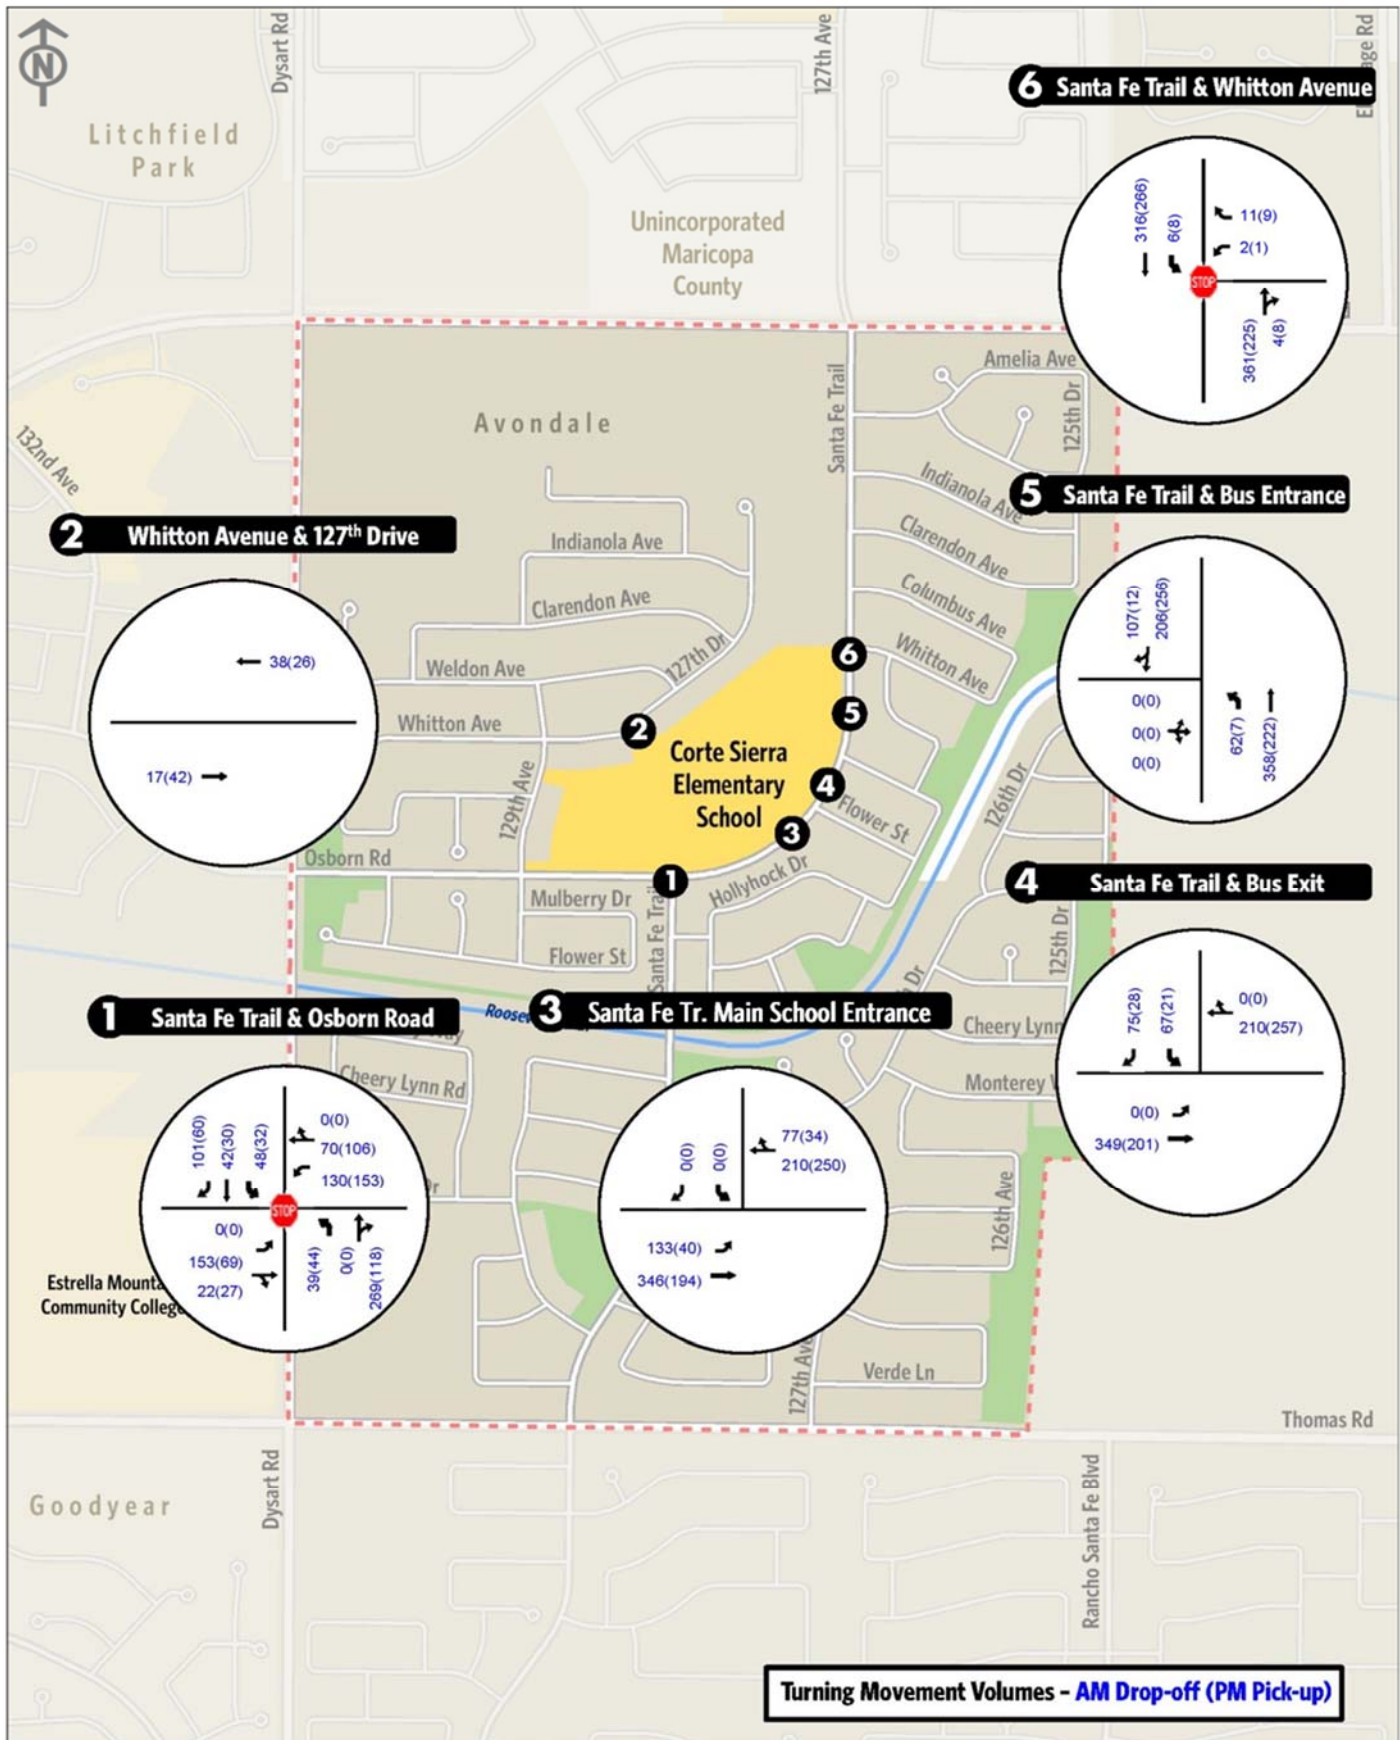 N
Dysart Rd
127th Ave
Litchfield
Park
Unincorporated
Maricopa
County
6 Santa Fe Trail & Whitton Avenue
316(266)
6(8)
11(9)
2(1)
STOP
361(225)
4(8)
Avondale
Santa Fe Trail
Amelia Ave
125th Dr
132nd Ave
Indianola Ave
5 Santa Fe Trail & Bus Entrance
Clarendon Ave
Columbus Ave
Whitton Ave
107(12)
206(256)
0(0)
0(0)
0(0)
62(7)
358(222)
2 Whitton Avenue & 127th Drive
38(26)
17(42)
Indianola Ave
Clarendon Ave
Weldon Ave
127th Dr
Whitton Ave
129th Ave
6
5
2
4
3
1
Corte Sierra
Elementary
School
Flower St
126th Dr
Osborn Rd
Hollyhock Dr
Mulberry Dr
Flower St
Santa Fe Trail
4 Santa Fe Trail & Bus Exit
75(28)
67(21)
0(0)
210(257)
0(0)
349(201)
125th Dr
Cheery Lynn
Monterey
1 Santa Fe Trail & Osborn Road
Cheery Lynn Rd
101(60)
42(30)
48(32)
0(0)
70(106)
130(153)
STOP
0(0)
153(69)
22(27)
39(44)
0(0)
269(118)
3 Santa Fe Tr. Main School Entrance
0(0)
0(0)
77(34)
210(250)
133(40)
346(194)
126th Ave
Estrella Mounta
Community College
127th Ave
Verde Ln
Thomas Rd
Goodyear
Dysart Rd
Rancho Santa Fe Blvd
Turning Movement Volumes – AM Drop-off (PM Pick-up)